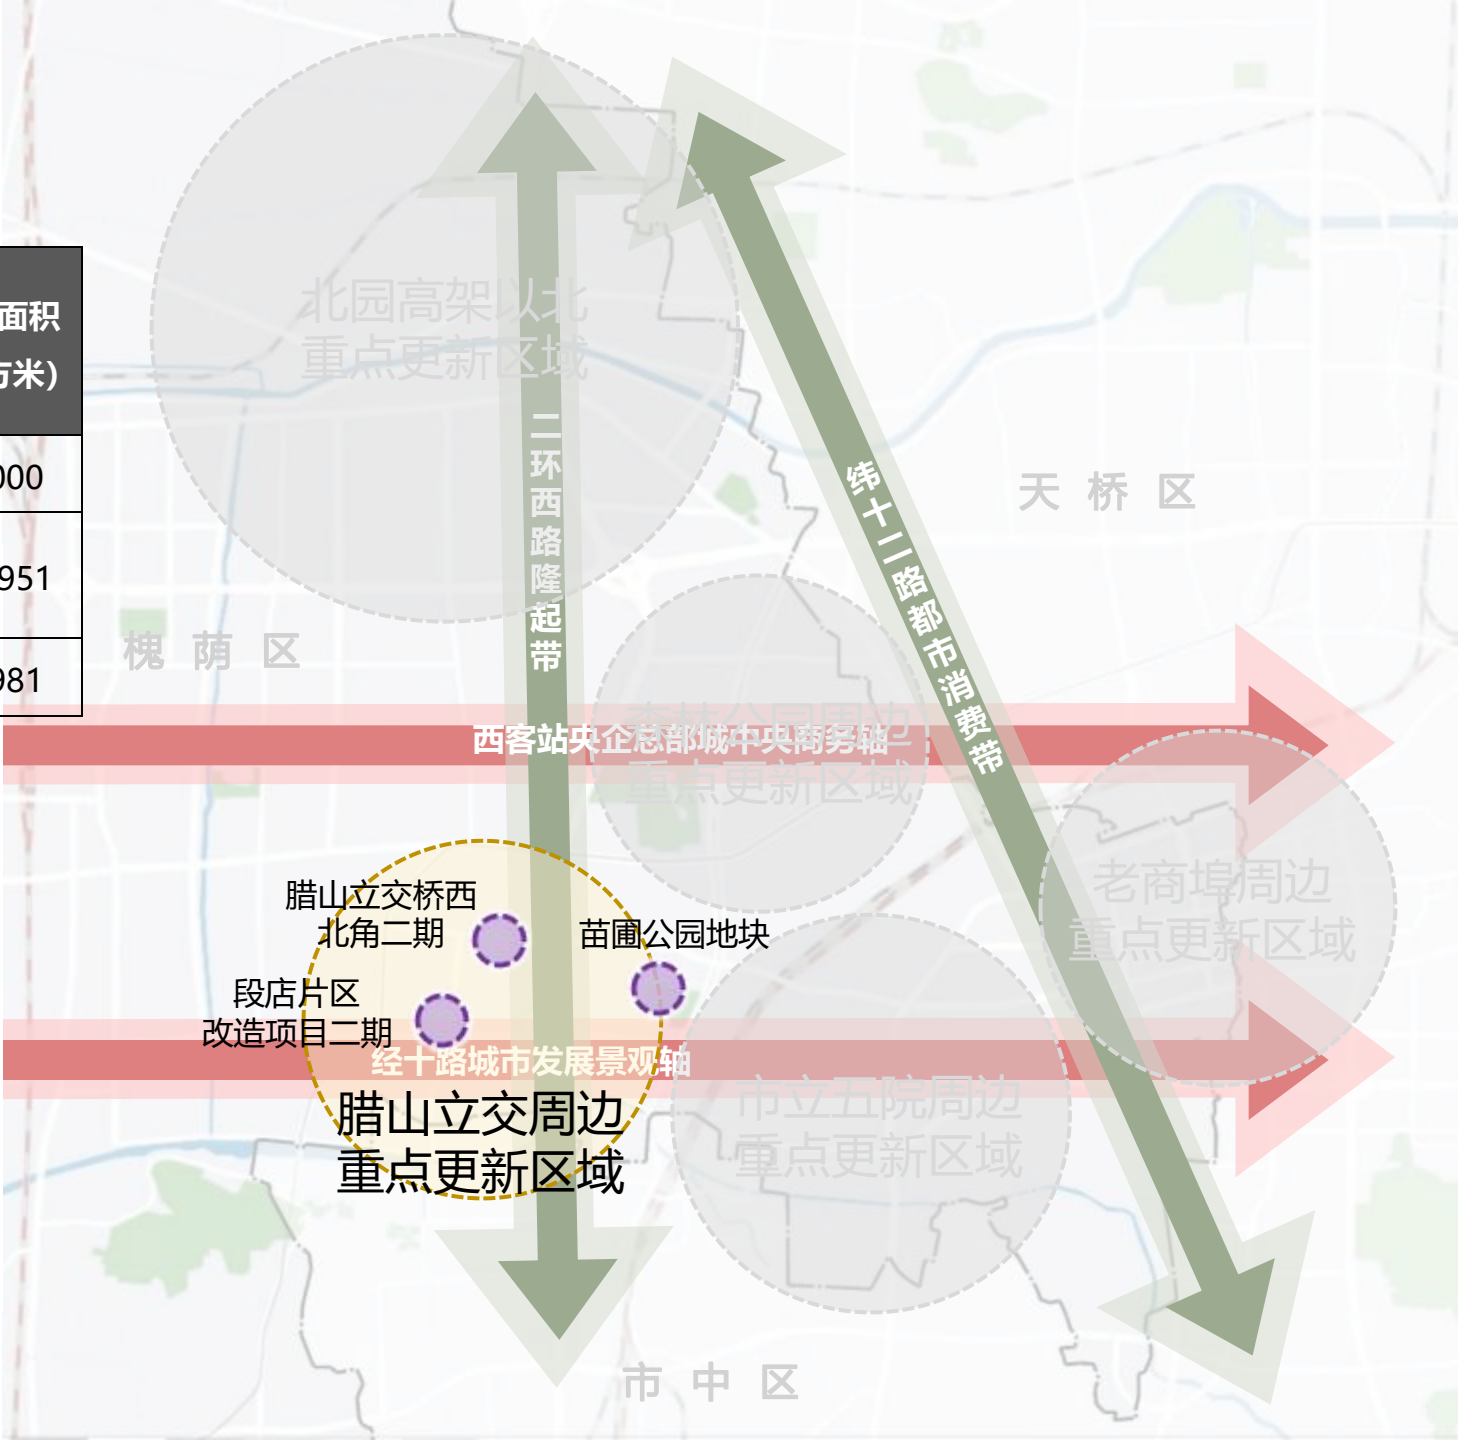 面积
方米）
000
951
981
北园高架以北
重点更新区域
二环西路隆起带
纬十二路都市消费带
天桥区
槐荫区
西客站央企总部城中央商务轴
森林公园周边
重点更新区域
老商埠周边
重点更新区域
腊山立交桥西
北角二期
苗圃公园地块
段店片区
改造项目二期
经十路城市发展景观轴
腊山立交周边
重点更新区域
市立五院周边
重点更新区域
市中区